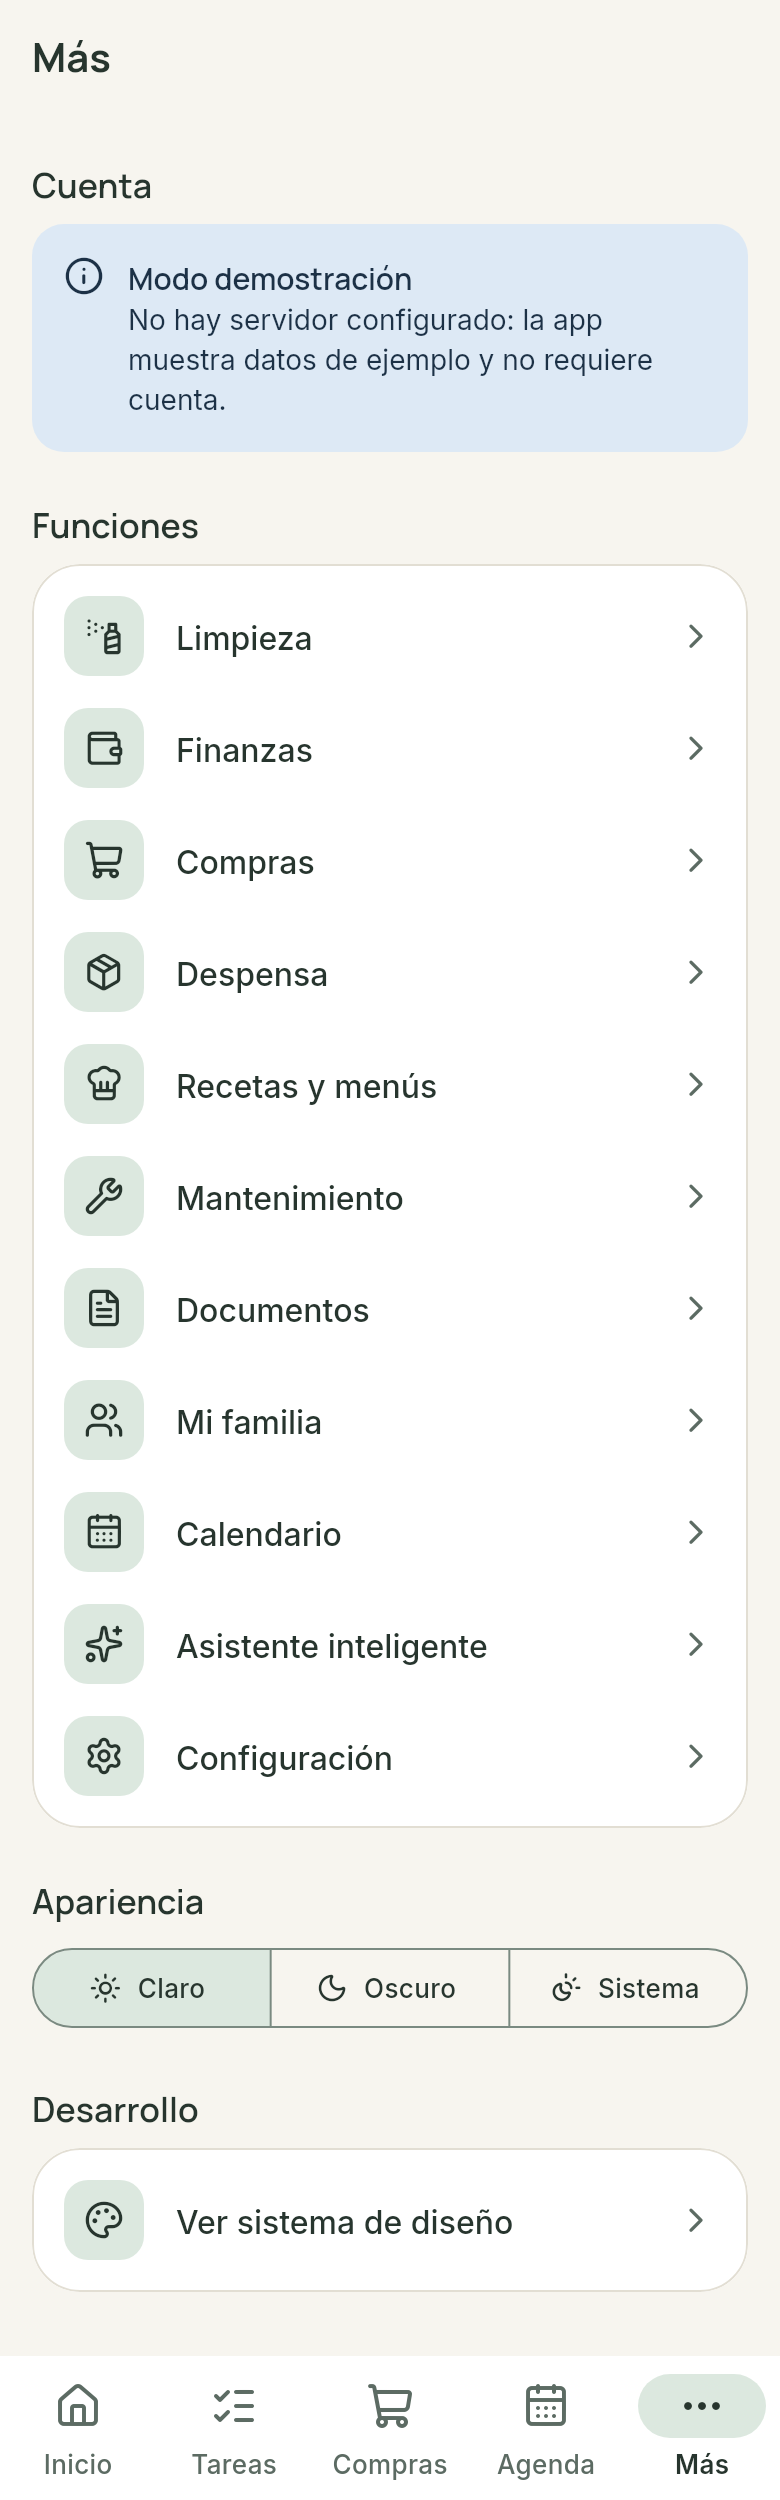 Más
Cuenta
Modo demostración
No hay servidor configurado: la app
muestra datos de ejemplo y no requiere
cuenta.
Funciones
Limpieza
Finanzas
Compras
Despensa
Recetas y menús
Mantenimiento
Documentos
Mi familia
Calendario
Asistente inteligente
Configuración
Apariencia
Claro
Oscuro
Sistema
Desarrollo
Ver sistema de diseño
Inicio
Tareas
Compras
Agenda
Más